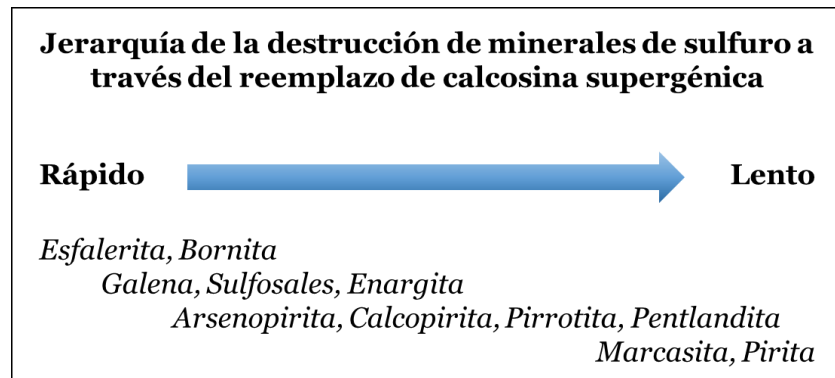 Jerarquía de la destrucción de minerales de sulfuro a
través del reemplazo de calcosina supergénica
Rápido Lento
Esfalerita, Bornita
Galena, Sulfosales, Enargita
Arsenopirita, Calcopirita, Pirrotita, Pentlandita
Marcasita, Pirita